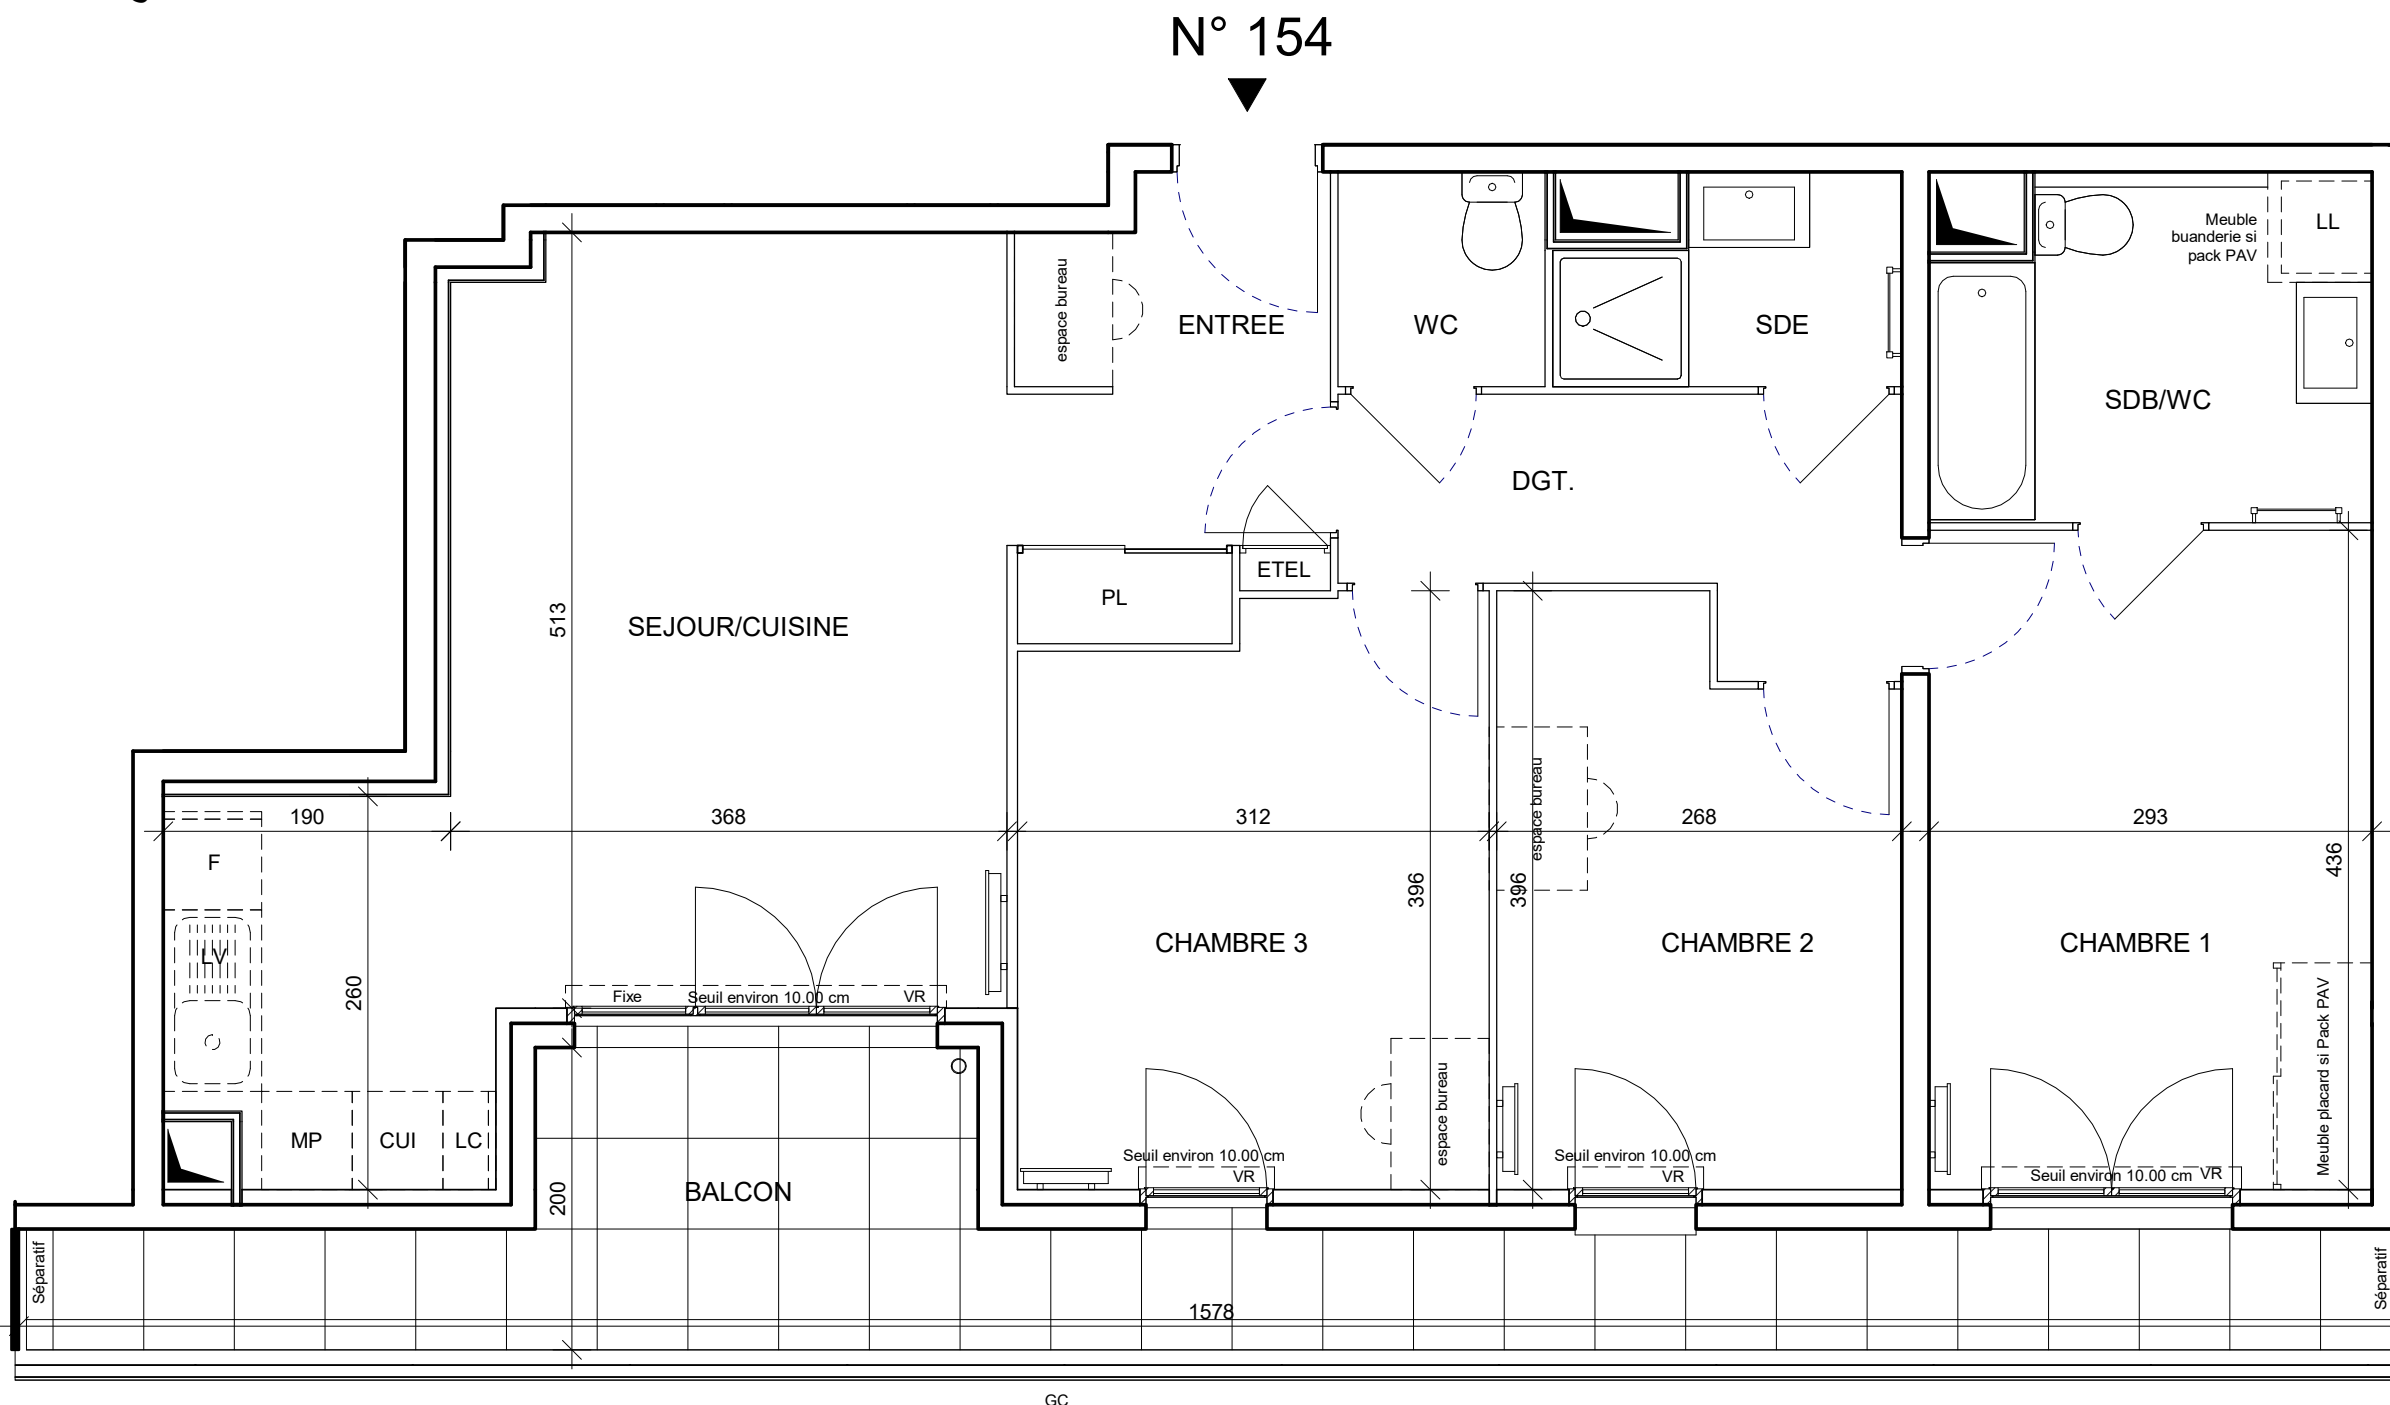 N° 154
espace bureau
ENTREE
WC
SDE
Meuble
buanderie si
pack PAV
LL
SDB/WC
DGT.
ETEL
PL
513
SEJOUR/CUISINE
190
368
312
268
293
espace bureau
F
396
396
436
LV
260
CHAMBRE 3
CHAMBRE 2
CHAMBRE 1
Fixe
Seuil environ 10.00 cm
VR
MP
CUI
LC
espace bureau
Meuble placard si Pack PAV
Seuil environ 10.00 cm
VR
Seuil environ 10.00 cm
VR
Seuil environ 10.00 cm
VR
200
BALCON
Séparatif
Séparatif
1578
GC